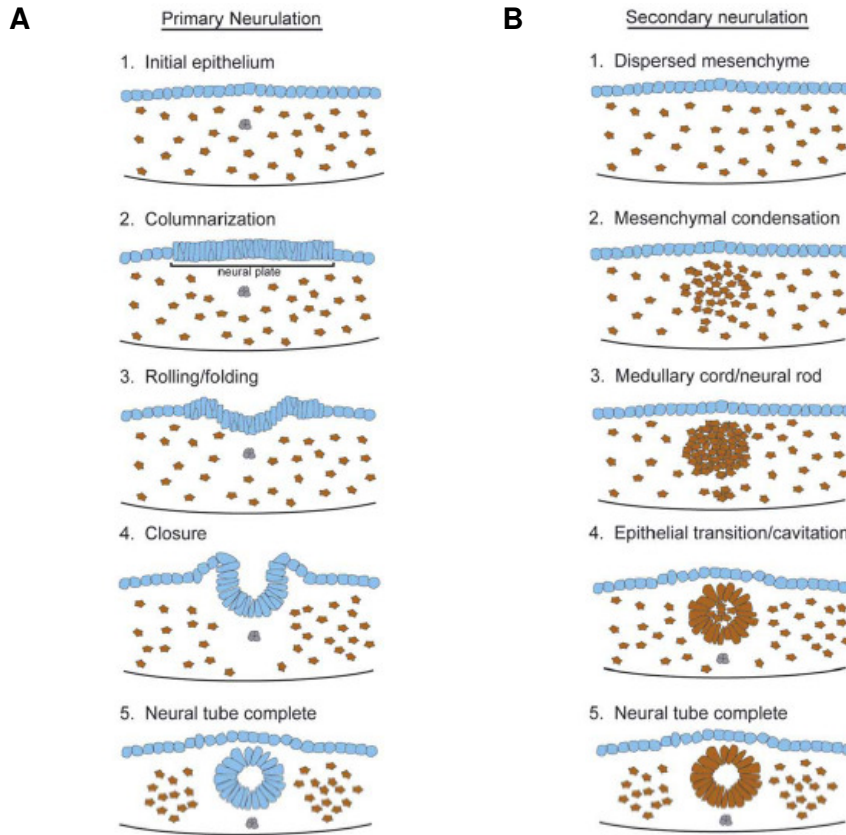 A
Primary Neurulation
1. Initial epithelium
2. Columnarization
neural plate
3. Rolling/folding
4. Closure
5. Neural tube complete
B
Secondary neurulation
1. Dispersed mesenchyme
2. Mesenchymal condensation
3. Medullary cord/neural rod
4. Epithelial transition/cavitation
5. Neural tube complete